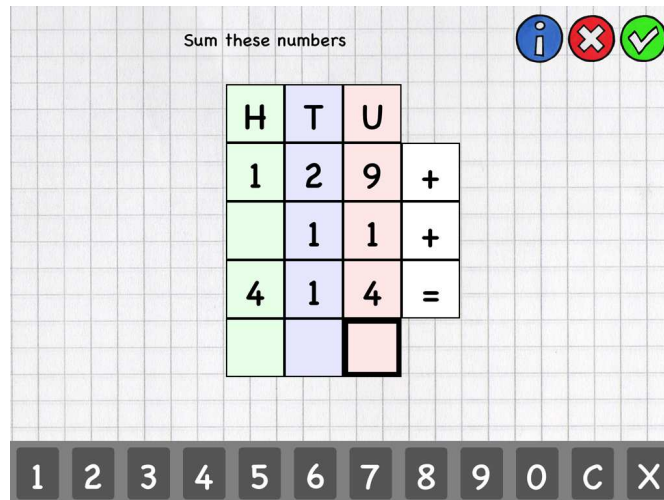 Sum these numbers
H T U
1 2 9 +
1 1 +
4 1 4 =
1 2 3 4 5 6 7 8 9 0 C X